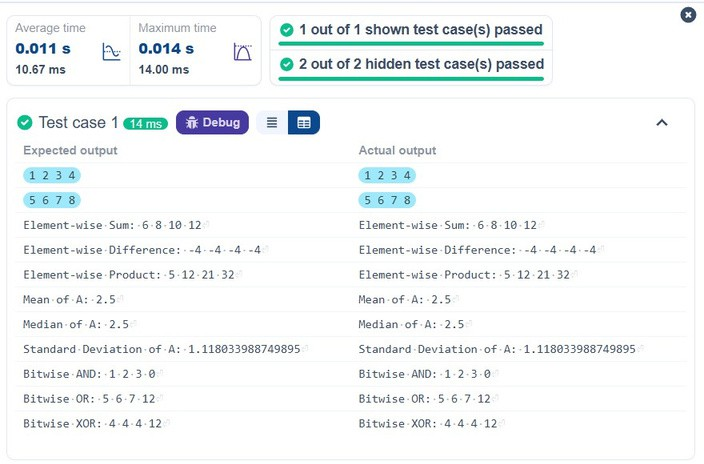 Average time
0.011 s
10.67 ms
Maximum time
0.014 s
14.00 ms
1 out of 1 shown test case(s) passed
2 out of 2 hidden test case(s) passed
Test case 1 14 ms Debug
Expected output Actual output
1 2 3 4 1 2 3 4
5 6 7 8 5 6 7 8
Element-wise·Sum:·6·8·10·12 Element-wise·Sum:·6·8·10·12
Element-wise·Difference:·-4·-4·-4·-4 Element-wise·Difference:·-4·-4·-4·-4
Element-wise·Product:·5·12·21·32 Element-wise·Product:·5·12·21·32
Mean·of·A:·2.5 Mean·of·A:·2.5
Median·of·A:·2.5 Median·of·A:·2.5
Standard·Deviation·of·A:·1.118033988749895 Standard·Deviation·of·A:·1.118033988749895
Bitwise·AND:·1·2·3·0 Bitwise·AND:·1·2·3·0
Bitwise·OR:·5·6·7·12 Bitwise·OR:·5·6·7·12
Bitwise·XOR:·4·4·4·12 Bitwise·XOR:·4·4·4·12